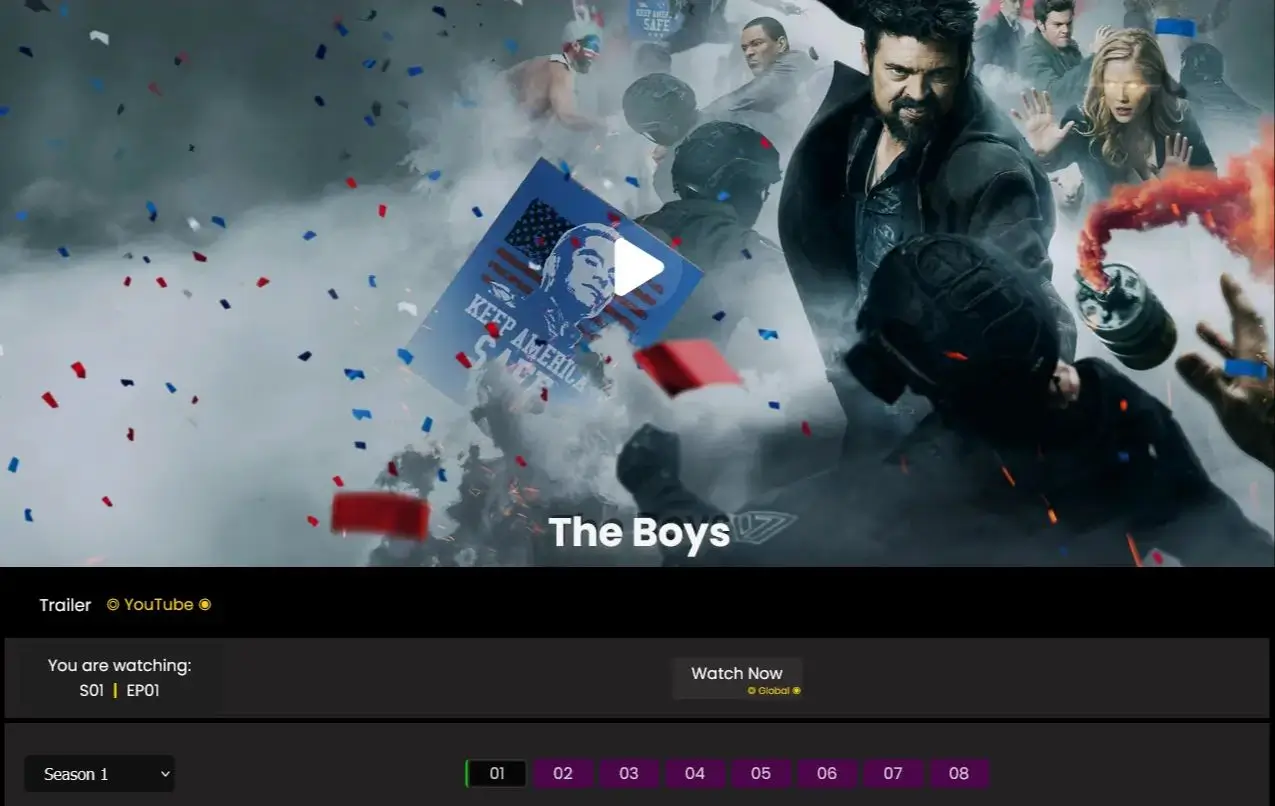 KEEP AMERICA
SAFE
KEEP AMERICA
SAFE
The Boys
Trailer © YouTube ◉
You are watching:
S01 | EP01
Watch Now
© Global ◉
Season 1
01 02 03 04 05 06 07 08